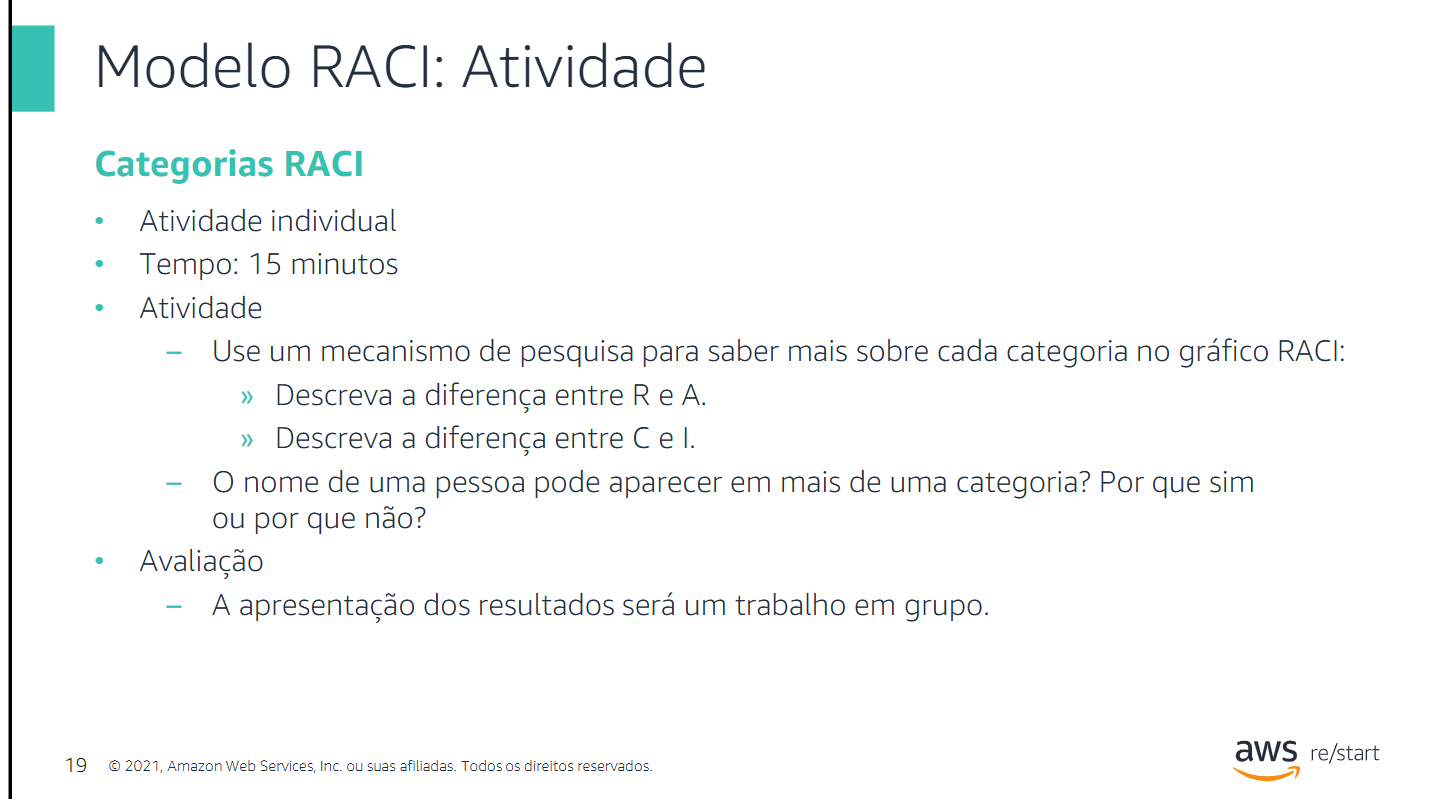 Modelo RACI: Atividade
Categorias RACI
• Atividade individual
• Tempo: 15 minutos
• Atividade
– Use um mecanismo de pesquisa para saber mais sobre cada categoria no gráfico RACI:
» Descreva a diferença entre R e A.
» Descreva a diferença entre C e I.
– O nome de uma pessoa pode aparecer em mais de uma categoria? Por que sim
ou por que não?
• Avaliação
– A apresentação dos resultados será um trabalho em grupo.
19 © 2021, Amazon Web Services, Inc. ou suas afiliadas. Todos os direitos reservados.
aws re/start